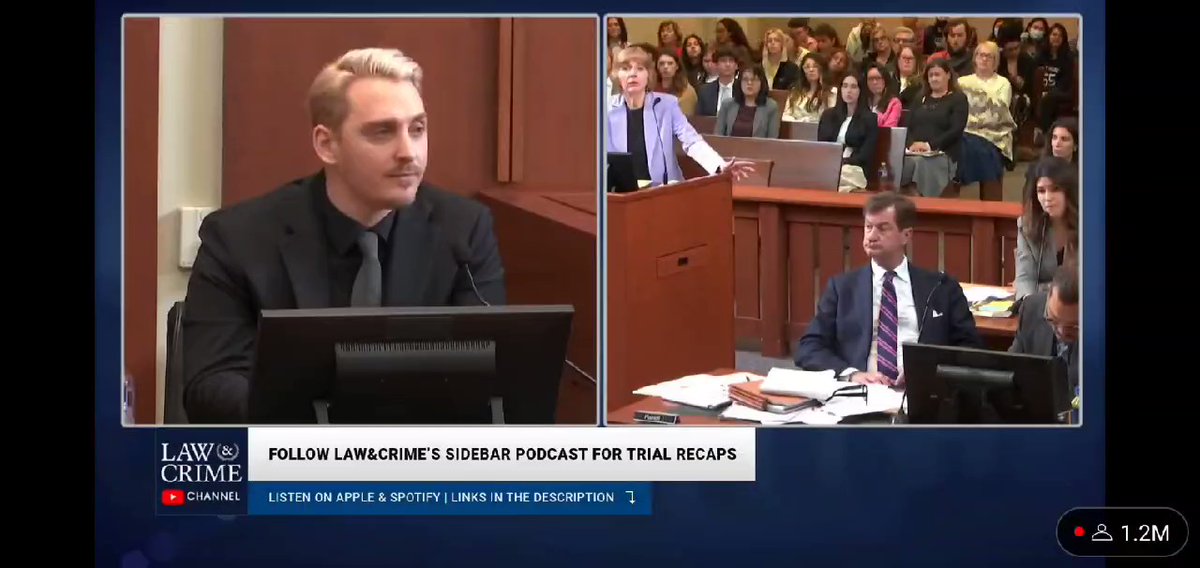 LAW & CRIME
CHANNEL
FOLLOW LAW&CRIME'S SIDEBAR PODCAST FOR TRIAL RECAPS
LISTEN ON APPLE & SPOTIFY | LINKS IN THE DESCRIPTION
1.2M